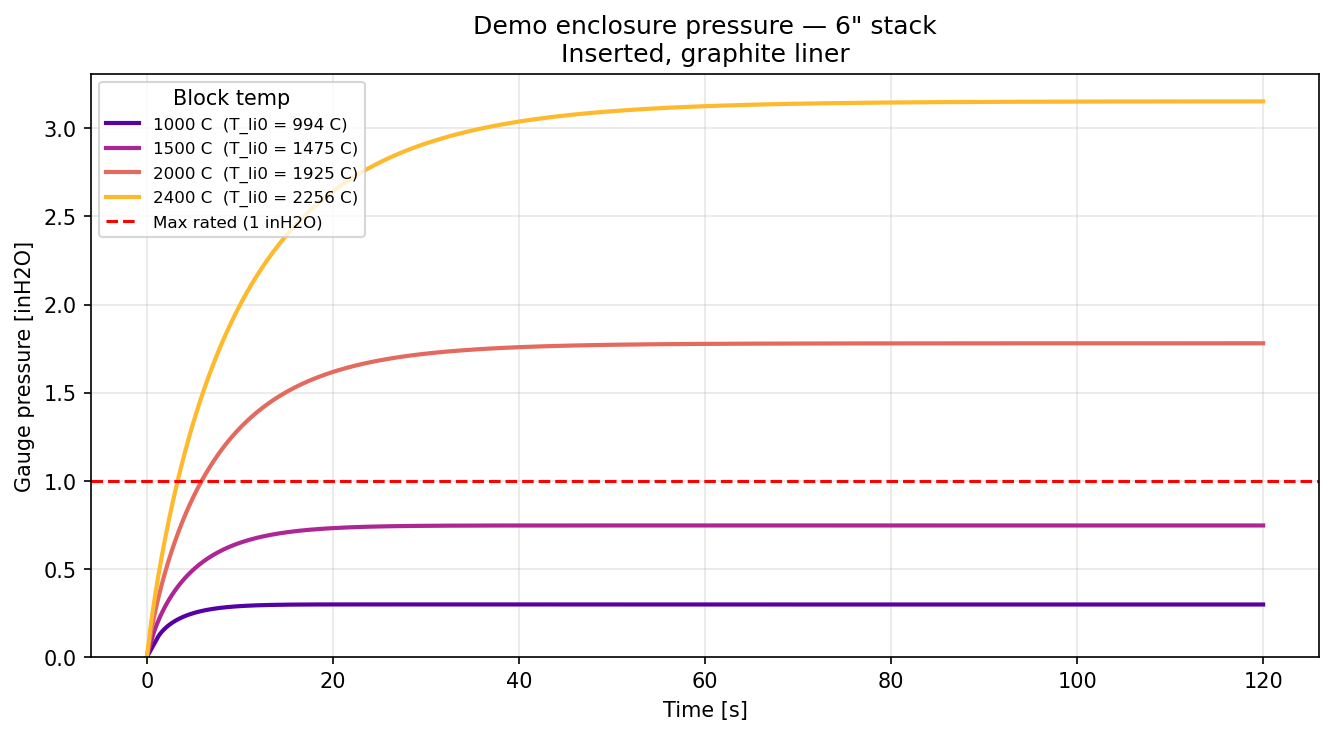 Demo enclosure pressure — 6" stack
Inserted, graphite liner
Block temp
1000 C  (T_li0 = 994 C)
1500 C  (T_li0 = 1475 C)
2000 C  (T_li0 = 1925 C)
2400 C  (T_li0 = 2256 C)
Max rated (1 inH2O)
Gauge pressure [inH2O]
3.0
2.5
2.0
1.5
1.0
0.5
0.0
0
20
40
60
80
100
120
Time [s]